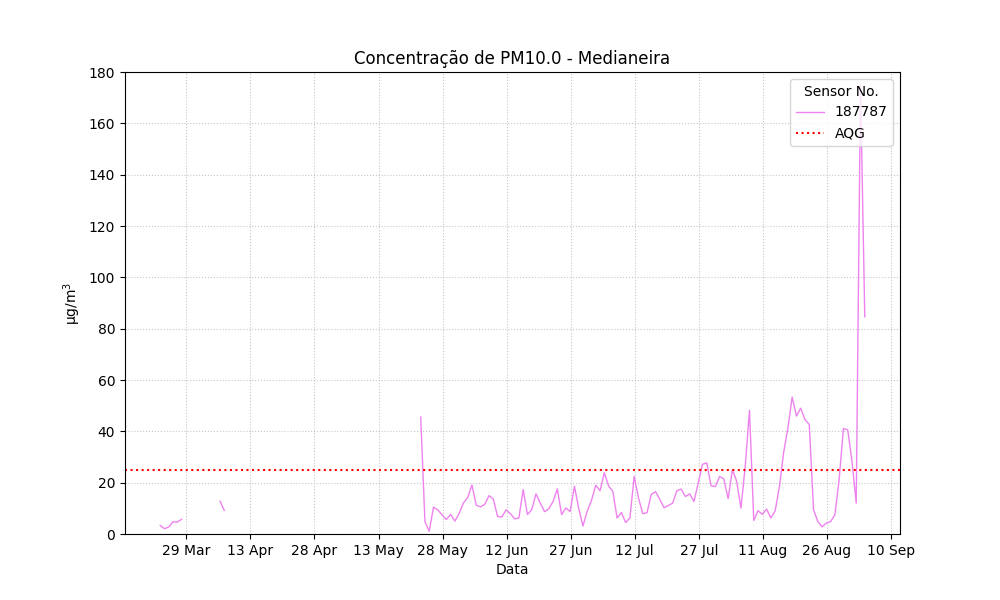 Concentração de PM10.0 - Medianeira
Sensor No.
187787
AQG
180
160
140
120
100
80
60
40
20
0
µg/m³
29 Mar
13 Apr
28 Apr
13 May
28 May
12 Jun
27 Jun
12 Jul
27 Jul
11 Aug
26 Aug
10 Sep
Data